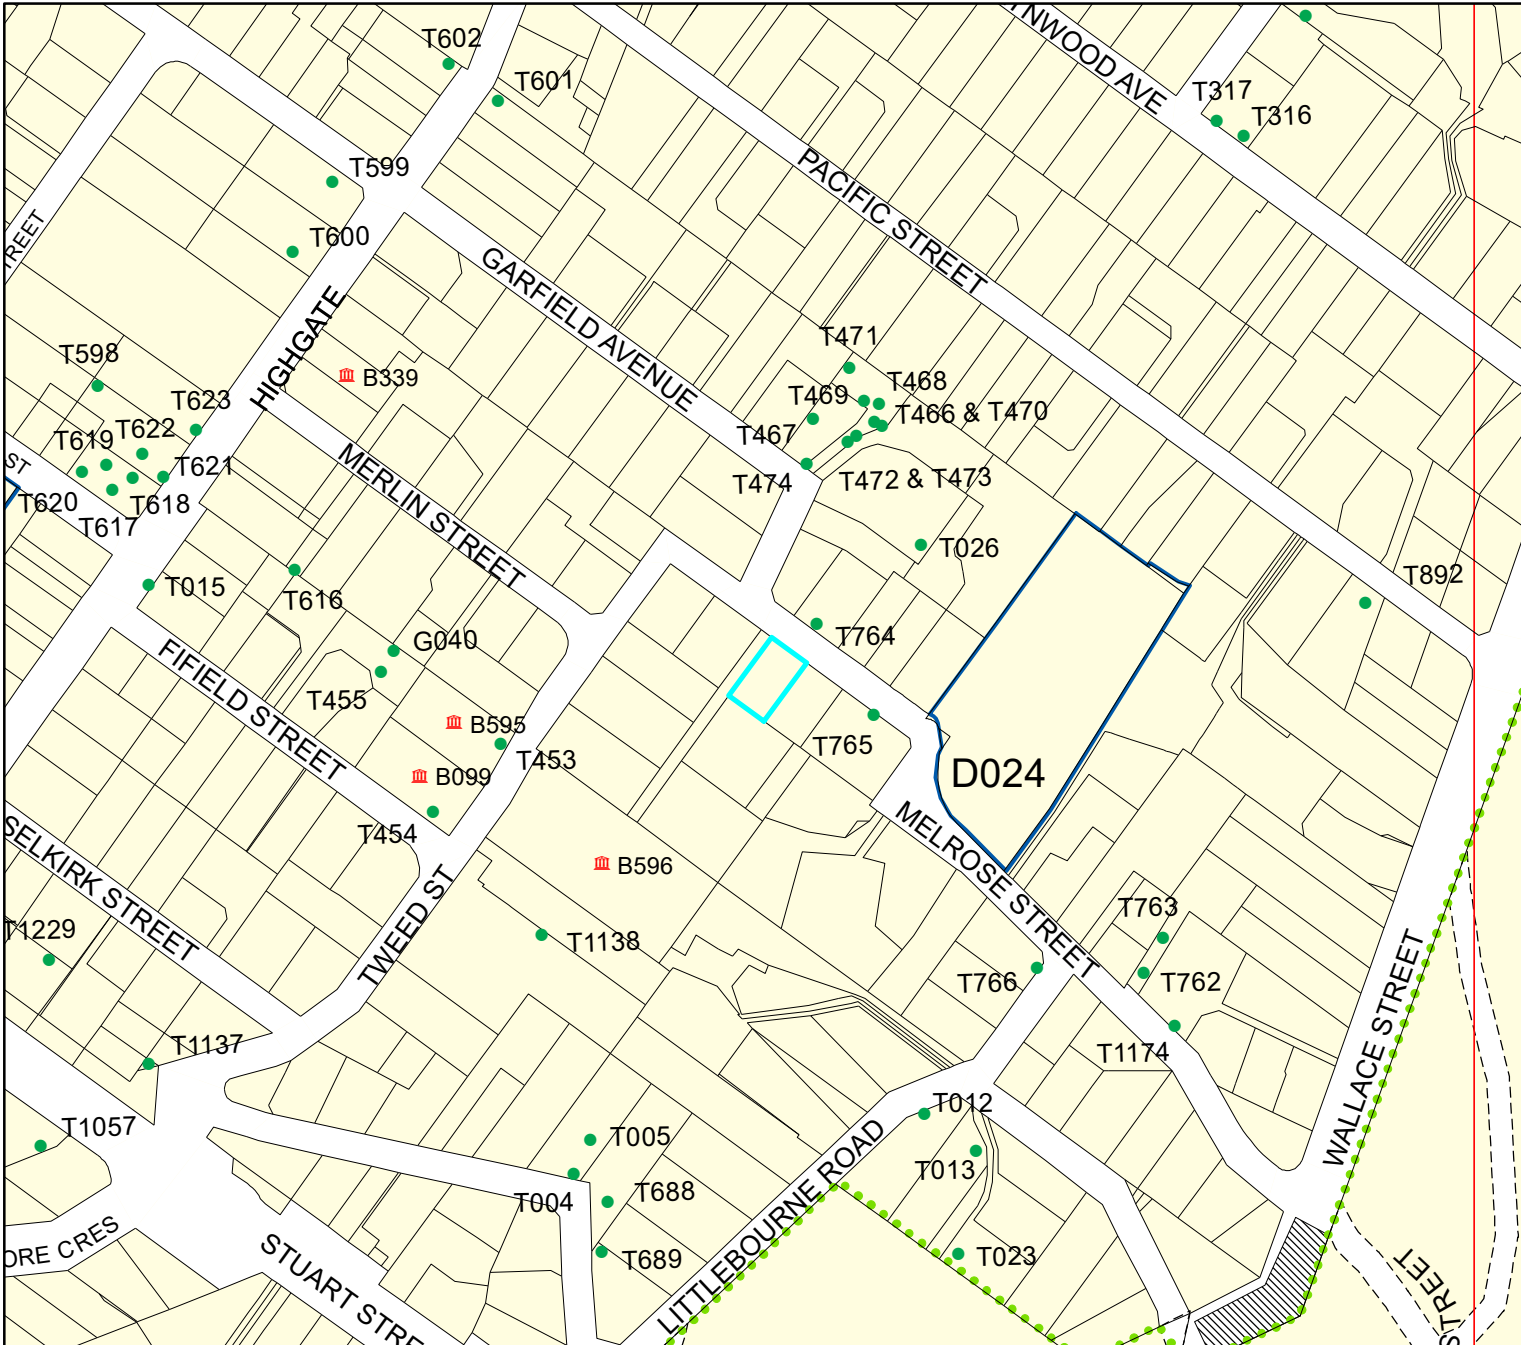 YNWOOD AVE
T602
T601
T317
T316
T599
PACIFIC STREET
T600
REET
GARFIELD AVENUE
HIGHGATE
T471
T598
B339
T469
T468
T623
T466 & T470
T622
T619
T467
ST
T621
T474
T472 & T473
T620
T618
T617
MERLIN STREET
T026
T015
T616
T892
G040
T764
FIFIELD STREET
T455
B595
T765
T453
B099
D024
T454
SELKIRK STREET
MELROSE STREET
B596
T763
TWEED ST
T1229
T1138
T766
T762
WALLACE STREET
T1137
T1174
T012
T1057
T005
LITTLEBOURNE ROAD
T013
T688
T004
ORE CRES
T689
T023
STUART STRE
STREET
STREET